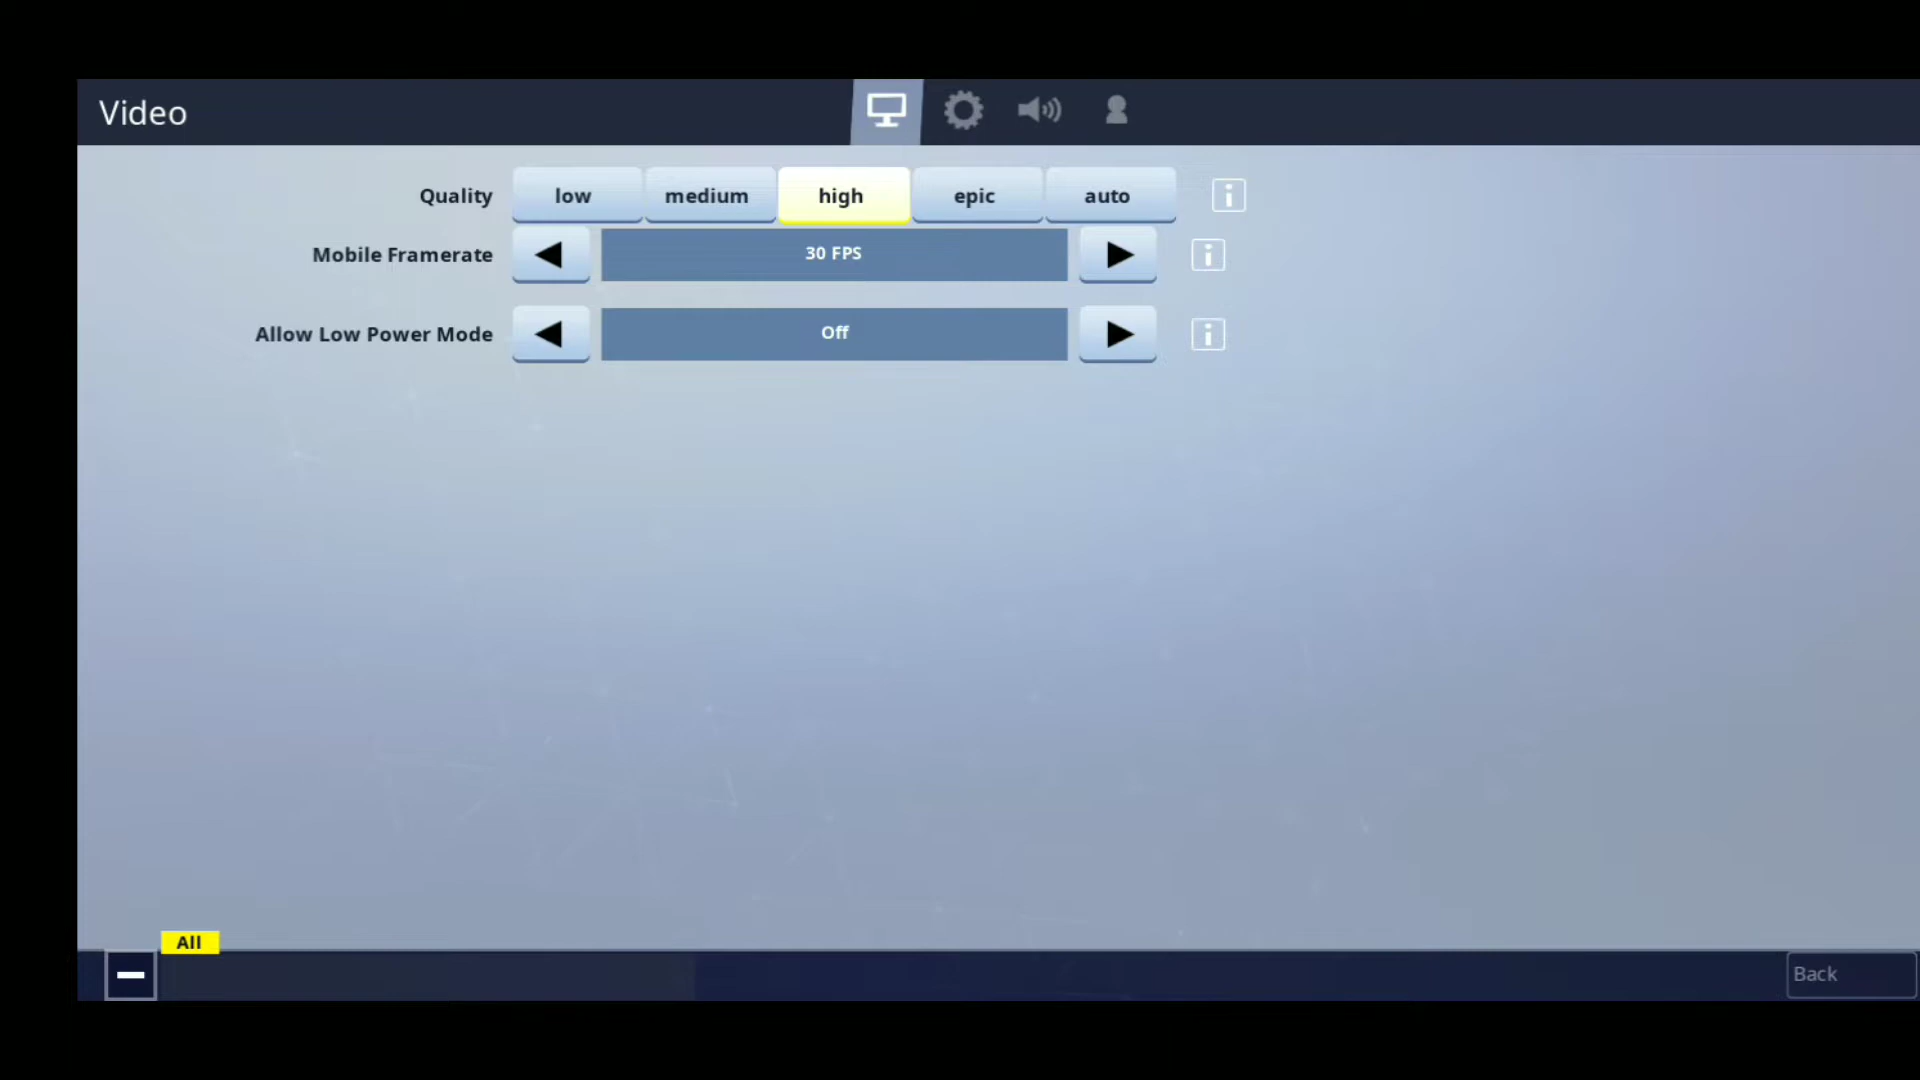 Video
Quality low medium high epic auto
Mobile Framerate 30 FPS
Allow Low Power Mode Off
All
Back